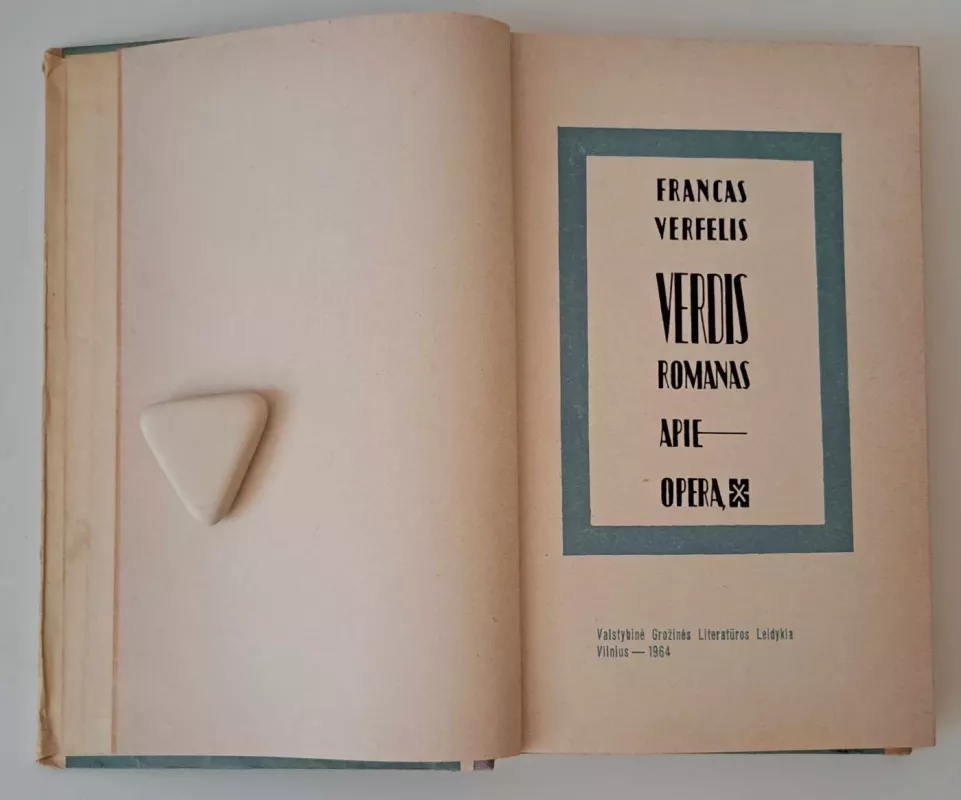 FRANCAS
VERFELIS
VERDIS
ROMANAS
APIE—
OPERĄ
Valstybinė Grožinės Literatūros Leidykla
Vilnius — 1964